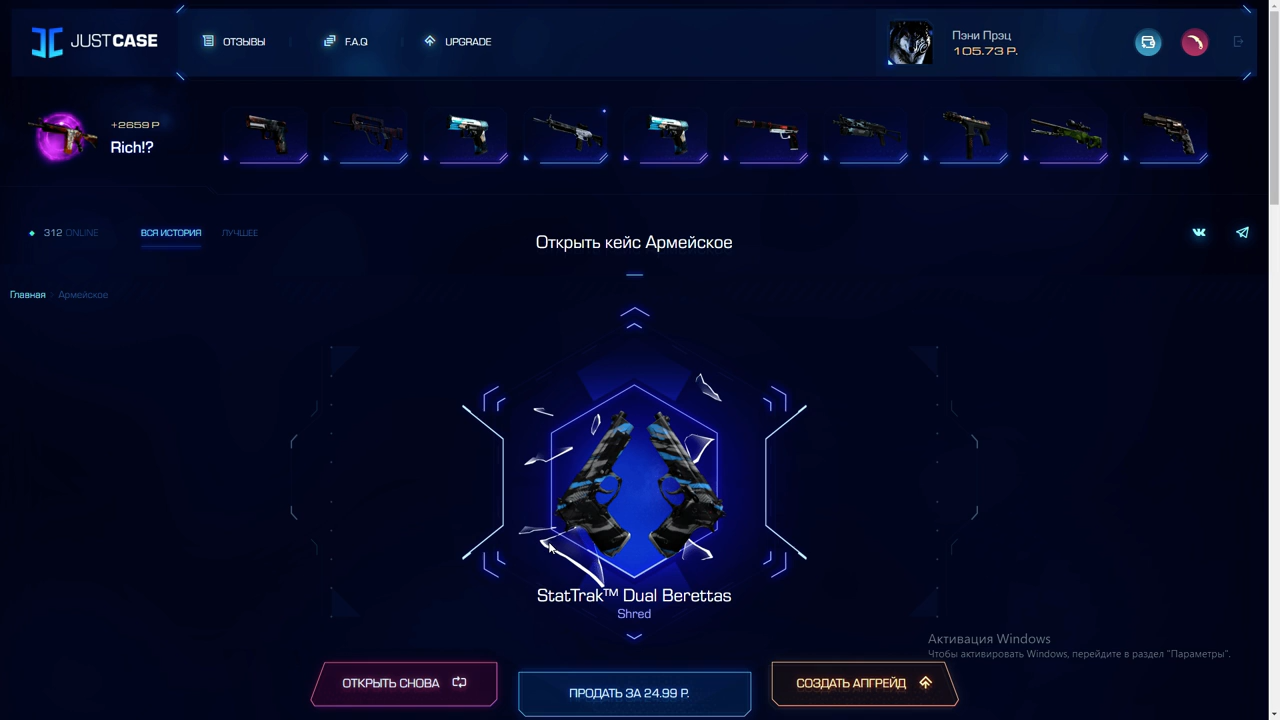 JUSTCASE
ОТЗЫВЫ
F.A.Q
UPGRADE
Пэни Прэц
105.73 Р.
+2659 Р
Rich!?
312 ONLINE
ВСЯ ИСТОРИЯ
ЛУЧШЕЕ
Открыть кейс Армейское
Главная
Армейское
StatTrak™ Dual Berettas
Shred
Активация Windows
Чтобы активировать Windows, перейдите в раздел "Параметры".
ОТКРЫТЬ СНОВА
ПРОДАТЬ ЗА 24.99 Р.
СОЗДАТЬ АПГРЕЙД